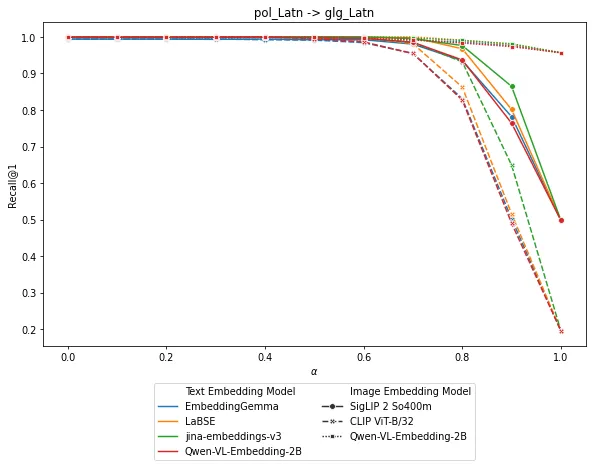 pol_Latn -> glg_Latn
Recall@1
1.0
0.9
0.8
0.7
0.6
0.5
0.4
0.3
0.2
0.0 0.2 0.4 0.6 0.8 1.0
α
Text Embedding Model
EmbeddingGemma
LaBSE
jina-embeddings-v3
Qwen-VL-Embedding-2B
Image Embedding Model
SigLIP 2 So400m
CLIP ViT-B/32
Qwen-VL-Embedding-2B